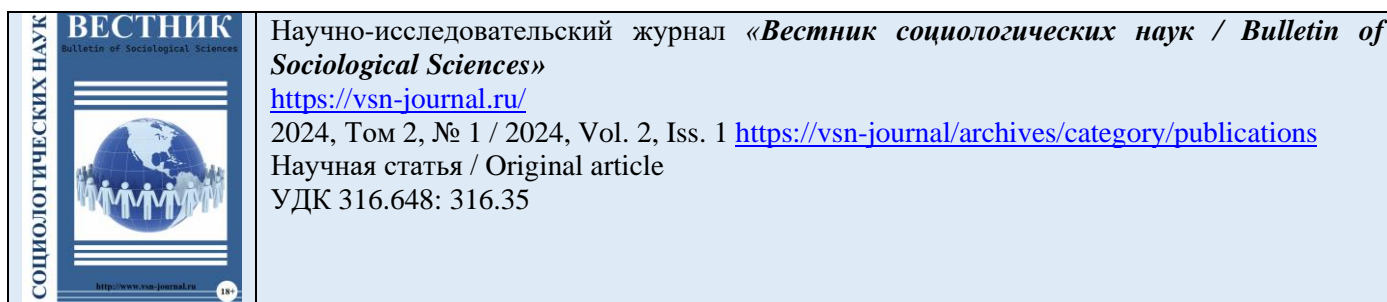 СОЦИОЛОГИЧЕСКИХ НАУК
ВЕСТНИК
Bulletin of Sociological Sciences
http://www.vsn-journal.ru
18+
Научно-исследовательский журнал «Вестник социологических наук / Bulletin of
Sociological Sciences»
https://vsn-journal.ru/
2024, Том 2, № 1 / 2024, Vol. 2, Iss. 1 https://vsn-journal/archives/category/publications
Научная статья / Original article
УДК 316.648: 316.35